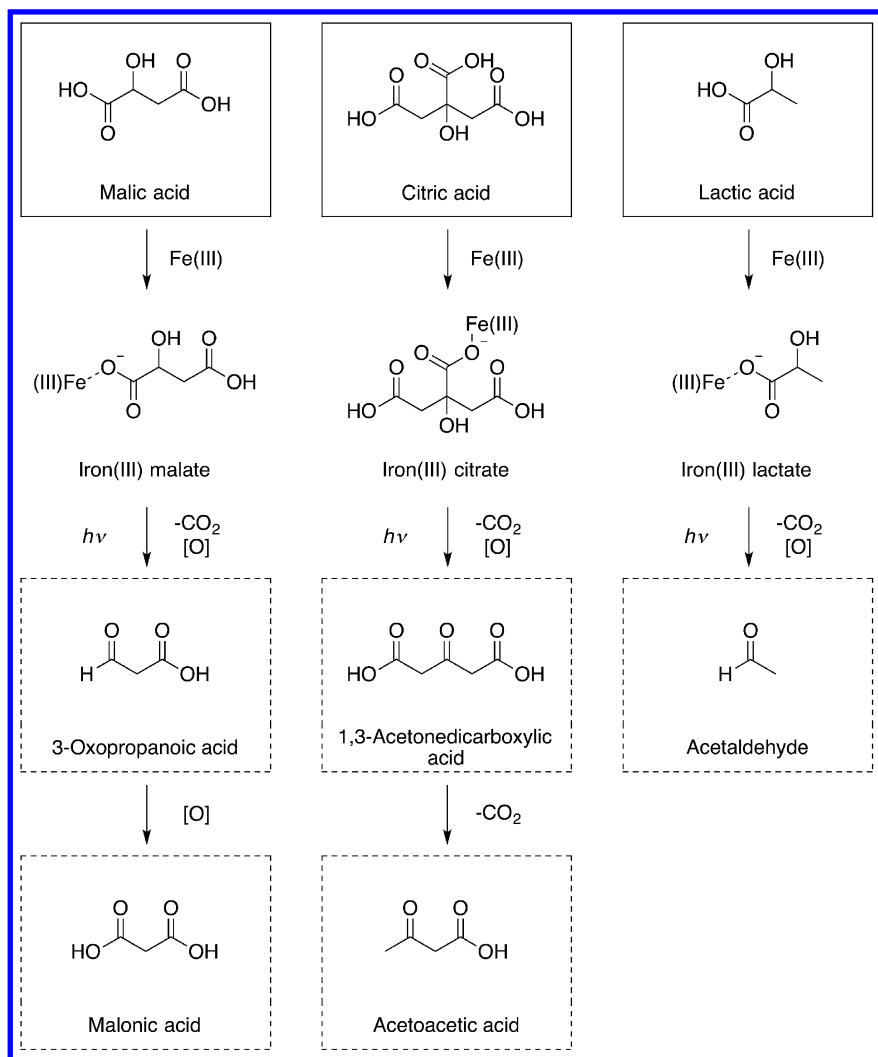 OH
O
HO
OH
O
Malic acid
O
OH
O
O
HO
OH
OH
Citric acid
OH
HO
O
Lactic acid
Fe(III)
Fe(III)
Fe(III)
OH
O
(III)Fe
O−
OH
O
Iron(III) malate
Fe(III)
O
O−
O
O
HO
OH
OH
Iron(III) citrate
OH
(III)Fe
O−
O
Iron(III) lactate
hν
-CO2
[O]
hν
-CO2
[O]
hν
-CO2
[O]
O
O
H
OH
3-Oxopropanoic acid
O
O
O
HO
OH
1,3-Acetonedicarboxylic
acid
O
H
Acetaldehyde
[O]
-CO2
O
O
HO
OH
Malonic acid
O
O
OH
Acetoacetic acid